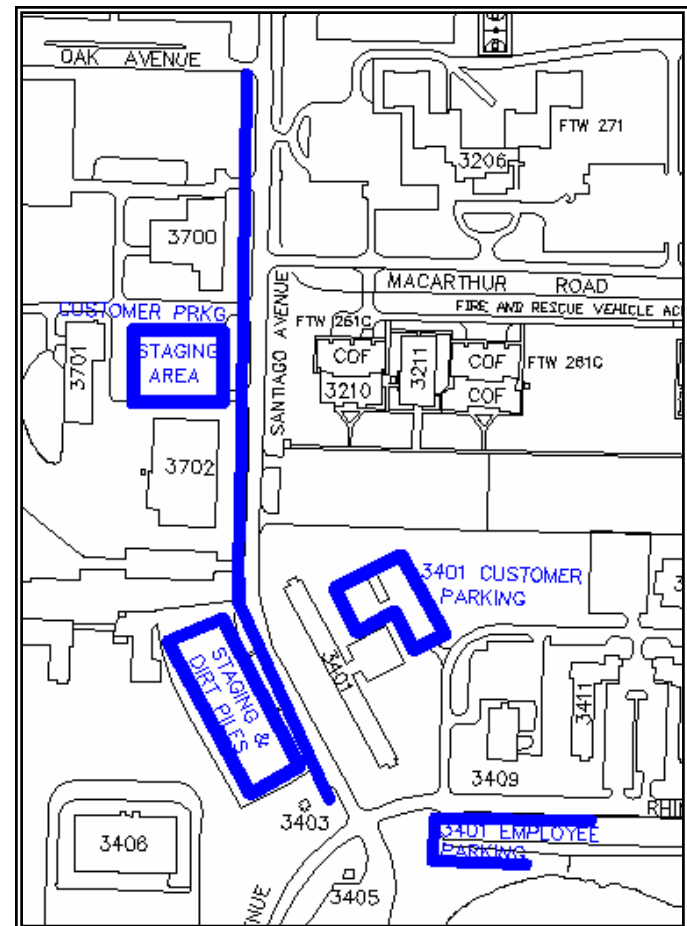 OAK AVENUE
FTW 271
3206
3700
MACARTHUR ROAD
CUSTOMER PRKG
SANTIAGO AVENUE
FIRE AND RESCUE VEHICLE AC
FTW 261C
3701
STAGING
AREA
COF
3211
COF
FTW 261C
3210
COF
3702
3401 CUSTOMER
PARKING
3401
STAGING &
DIRT PILES
3411
3409
3403
RHI
3401 EMPLOYEE
PARKING
3406
3405
NUE